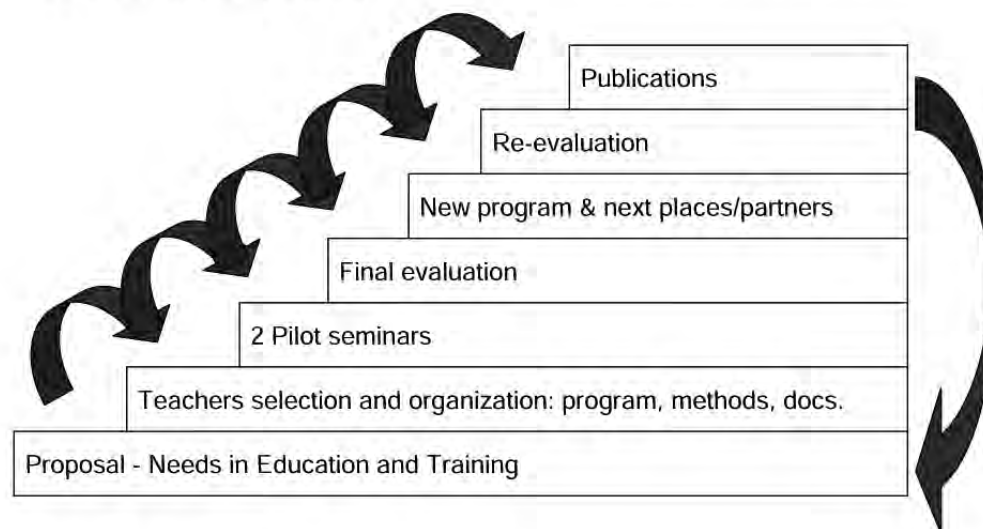 Publications
Re-evaluation
New program & next places/partners
Final evaluation
2 Pilot seminars
Teachers selection and organization: program, methods, docs.
Proposal - Needs in Education and Training